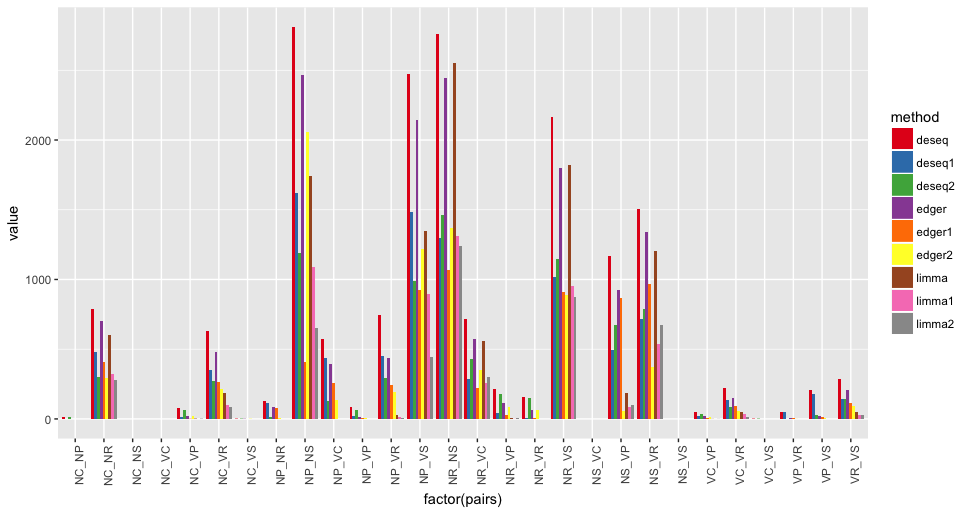 value
2000
1000
0
NC_NP
NC_NR
NC_NS
NC_VC
NC_VP
NC_VR
NC_VS
NP_NR
NP_NS
NP_VC
NP_VP
NP_VR
NP_VS
NR_NS
NR_VC
NR_VP
NR_VR
NR_VS
NS_VC
NS_VP
NS_VR
NS_VS
VC_VP
VC_VR
VC_VS
VP_VR
VP_VS
VR_VS
factor(pairs)
method
deseq
deseq1
deseq2
edger
edger1
edger2
limma
limma1
limma2